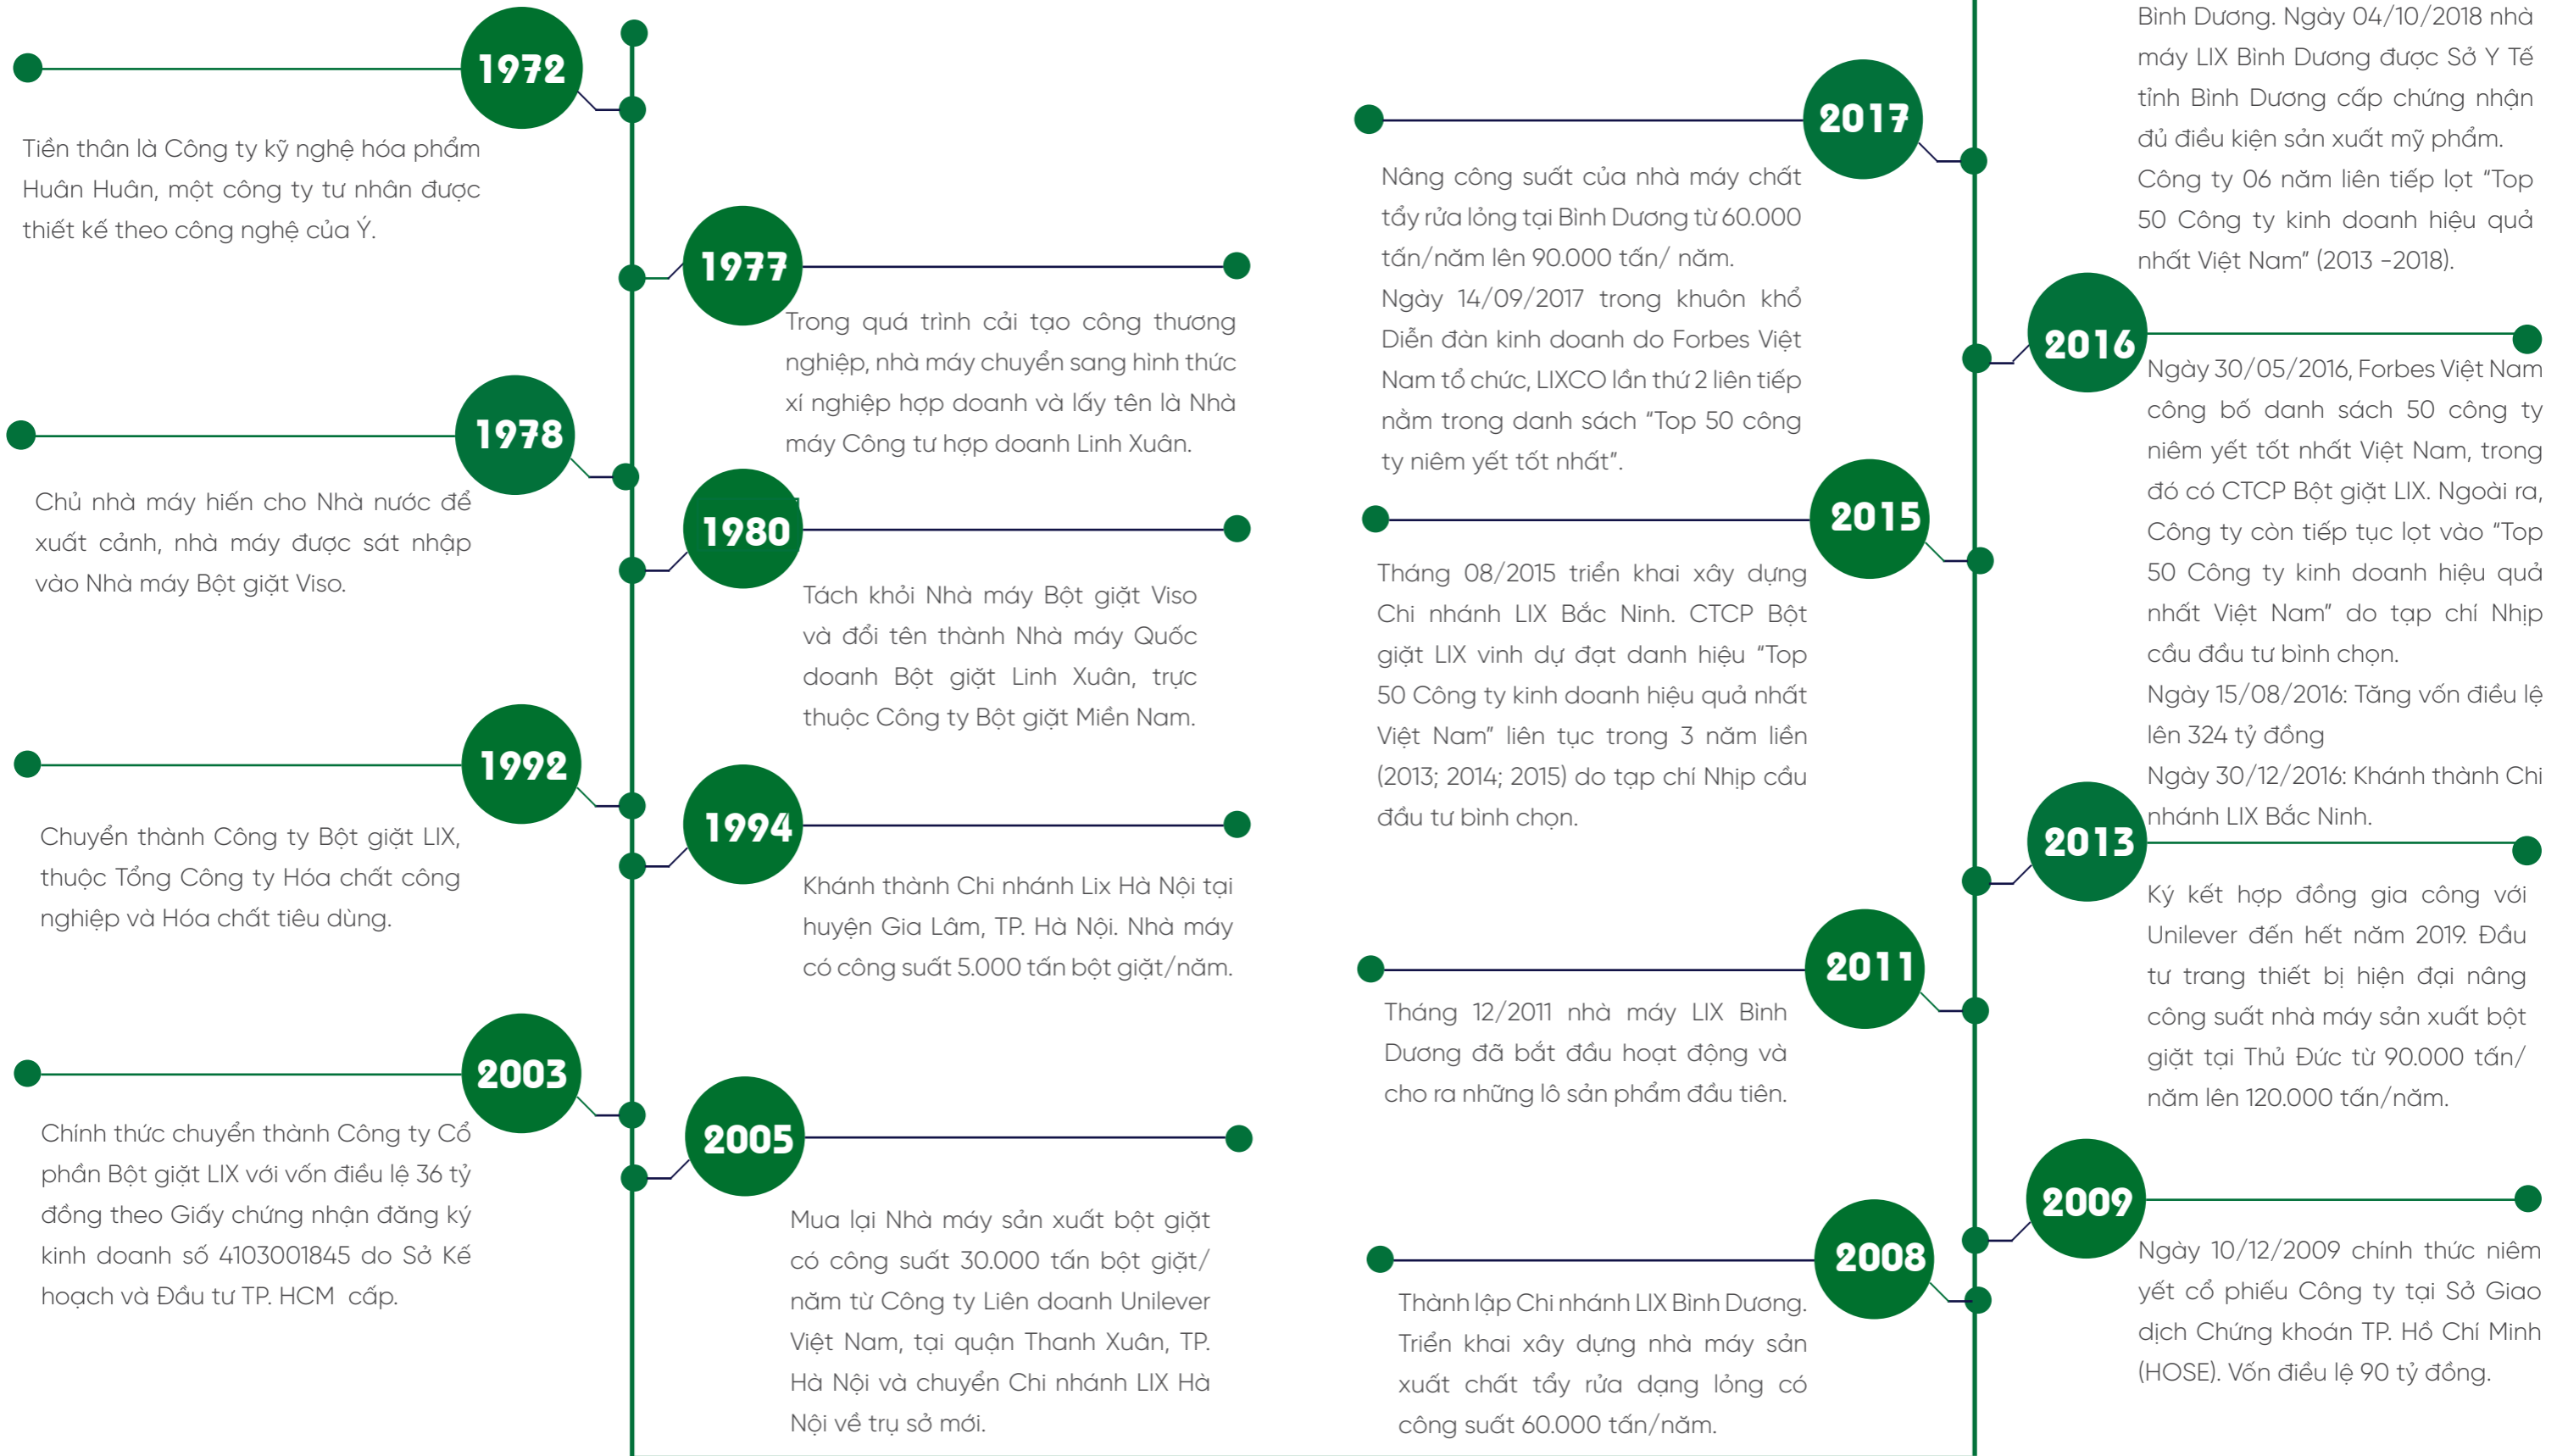 1972
Tiền thân là Công ty kỹ nghệ hóa phẩm
Huân Huân, một công ty tư nhân được
thiết kế theo công nghệ của Ý.
1977
Trong quá trình cải tạo công thương
nghiệp, nhà máy chuyển sang hình thức
xí nghiệp hợp doanh và lấy tên là Nhà
máy Công tư hợp doanh Linh Xuân.
1978
Chủ nhà máy hiến cho Nhà nước để
xuất cảnh, nhà máy được sát nhập
vào Nhà máy Bột giặt Viso.
1980
Tách khỏi Nhà máy Bột giặt Viso
và đổi tên thành Nhà máy Quốc
doanh Bột giặt Linh Xuân, trực
thuộc Công ty Bột giặt Miền Nam.
1992
Chuyển thành Công ty Bột giặt LIX,
thuộc Tổng Công ty Hóa chất công
nghiệp và Hóa chất tiêu dùng.
1994
Khánh thành Chi nhánh Lix Hà Nội tại
huyện Gia Lâm, TP. Hà Nội. Nhà máy
có công suất 5.000 tấn bột giặt/năm.
2003
Chính thức chuyển thành Công ty Cổ
phần Bột giặt LIX với vốn điều lệ 36 tỷ
đồng theo Giấy chứng nhận đăng ký
kinh doanh số 4103001845 do Sở Kế
hoạch và Đầu tư TP. HCM cấp.
2005
Mua lại Nhà máy sản xuất bột giặt
có công suất 30.000 tấn bột giặt/
năm từ Công ty Liên doanh Unilever
Việt Nam, tại quận Thanh Xuân, TP.
Hà Nội và chuyển Chi nhánh LIX Hà
Nội về trụ sở mới.
Bình Dương. Ngày 04/10/2018 nhà
máy LIX Bình Dương được Sở Y Tế
tỉnh Bình Dương cấp chứng nhận
đủ điều kiện sản xuất mỹ phẩm.
Công ty 06 năm liên tiếp lọt “Top
50 Công ty kinh doanh hiệu quả
nhất Việt Nam” (2013 -2018).
2017
Nâng công suất của nhà máy chất
tẩy rửa lỏng tại Bình Dương từ 60.000
tấn/năm lên 90.000 tấn/ năm.
Ngày 14/09/2017 trong khuôn khổ
Diễn đàn kinh doanh do Forbes Việt
Nam tổ chức, LIXCO lần thứ 2 liên tiếp
nằm trong danh sách “Top 50 công
ty niêm yết tốt nhất”.
2016
Ngày 30/05/2016, Forbes Việt Nam
công bố danh sách 50 công ty
niêm yết tốt nhất Việt Nam, trong
đó có CTCP Bột giặt LIX. Ngoài ra,
Công ty còn tiếp tục lọt vào “Top
50 Công ty kinh doanh hiệu quả
nhất Việt Nam” do tạp chí Nhịp
cầu đầu tư bình chọn.
Ngày 15/08/2016: Tăng vốn điều lệ
lên 324 tỷ đồng
Ngày 30/12/2016: Khánh thành Chi
nhánh LIX Bắc Ninh.
2015
Tháng 08/2015 triển khai xây dựng
Chi nhánh LIX Bắc Ninh. CTCP Bột
giặt LIX vinh dự đạt danh hiệu “Top
50 Công ty kinh doanh hiệu quả nhất
Việt Nam” liên tục trong 3 năm liền
(2013; 2014; 2015) do tạp chí Nhịp cầu
đầu tư bình chọn.
2013
Ký kết hợp đồng gia công với
Unilever đến hết năm 2019. Đầu
tư trang thiết bị hiện đại nâng
công suất nhà máy sản xuất bột
giặt tại Thủ Đức từ 90.000 tấn/
năm lên 120.000 tấn/năm.
2011
Tháng 12/2011 nhà máy LIX Bình
Dương đã bắt đầu hoạt động và
cho ra những lô sản phẩm đầu tiên.
2009
Ngày 10/12/2009 chính thức niêm
yết cổ phiếu Công ty tại Sở Giao
dịch Chứng khoán TP. Hồ Chí Minh
(HOSE). Vốn điều lệ 90 tỷ đồng.
2008
Thành lập Chi nhánh LIX Bình Dương.
Triển khai xây dựng nhà máy sản
xuất chất tẩy rửa dạng lỏng có
công suất 60.000 tấn/năm.